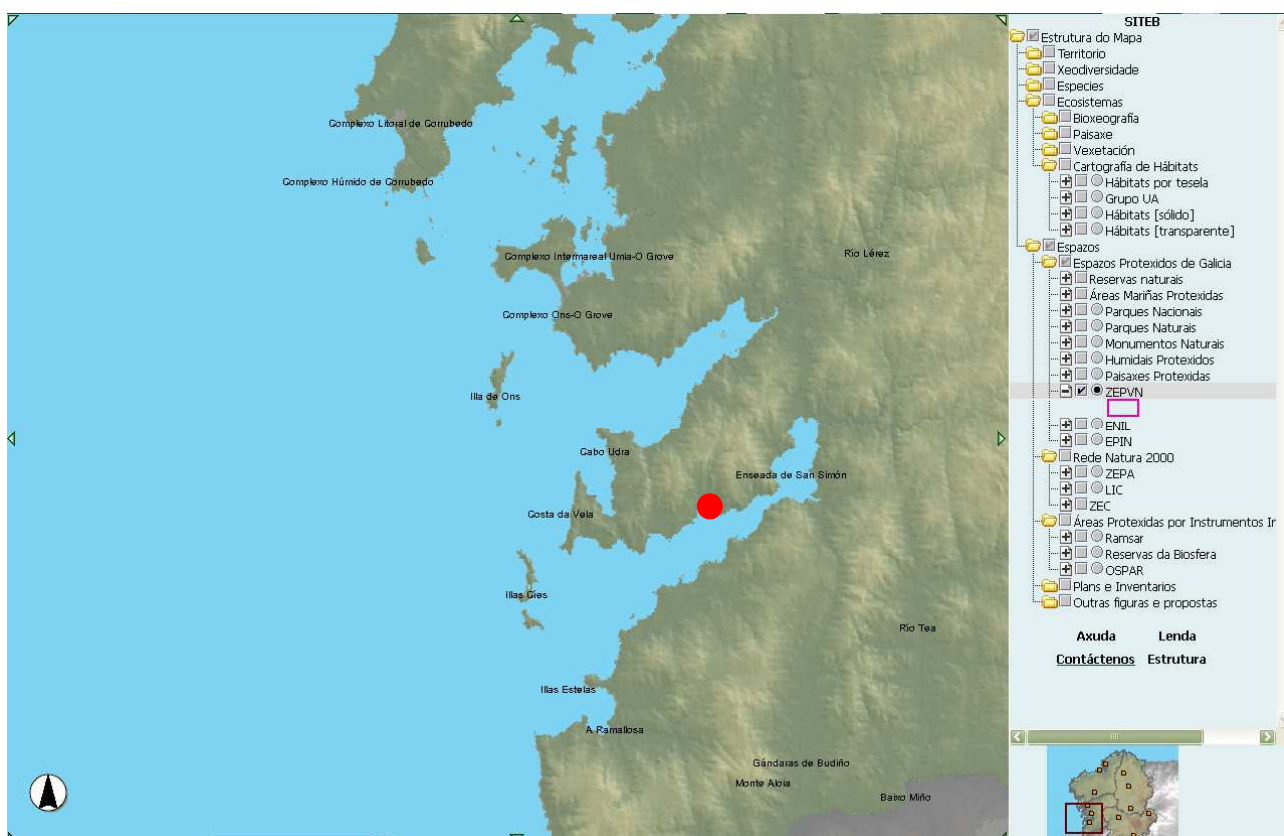 Complexo Litoral de Corrubedo
Complexo Húmido de Corrubedo
Complexo Intermareal Umia-O Grove
Río Lérez
Complexo Ons-O Grove
Illa de Ons
Cabo Udra
Enseada de San Simón
Costa da Vela
Illas Cíes
Río Tea
Illas Estelas
A Ramallosa
Gándaras de Budiño
Monte Aloia
Baixo Miño
SITEB
Estrutura do Mapa
Territorio
Xeodiversidade
Especies
Ecosistemas
Bioxeografía
Paisaxe
Vexetación
Cartografía de Hábitats
Hábitats por tesela
Grupo UA
Hábitats [sólido]
Hábitats [transparente]
Espazos
Espazos Protexidos de Galicia
Reservas naturais
Áreas Mariñas Protexidas
Parques Nacionais
Parques Naturais
Monumentos Naturais
Humidais Protexidos
Paisaxes Protexidas
ZEPVN
ENIL
EPIN
Rede Natura 2000
ZEPA
LIC
ZEC
Áreas Protexidas por Instrumentos Ir
Ramsar
Reservas da Biosfera
OSPAR
Plans e Inventarios
Outras figuras e propostas
Axuda Lenda
Contáctenos Estrutura